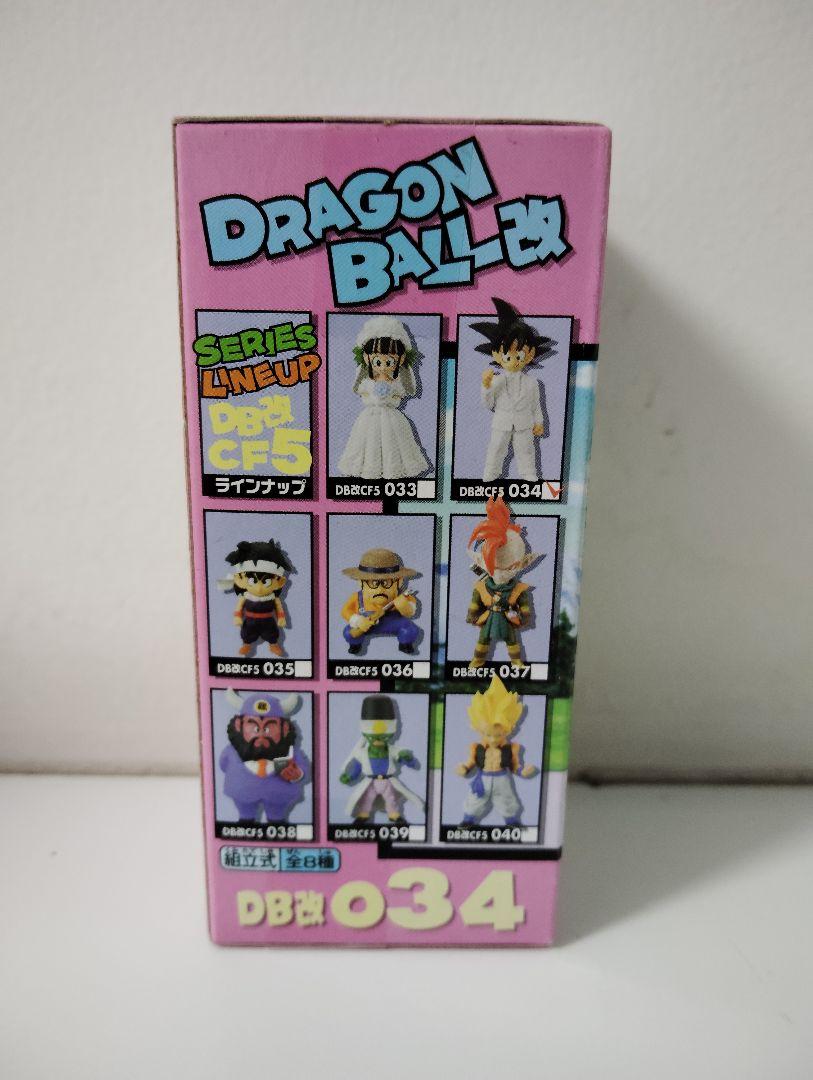 DRAGON
BALL改
SERIES
LINEUP
DB改
CF5
ラインナップ
DB改CF5 033
DB改CF5 034
DB改CF5 035
DB改CF5 036
DB改CF5 037
DB改CF5 038
DB改CF5 039
DB改CF5 040
組立式 全8種
DB改 034